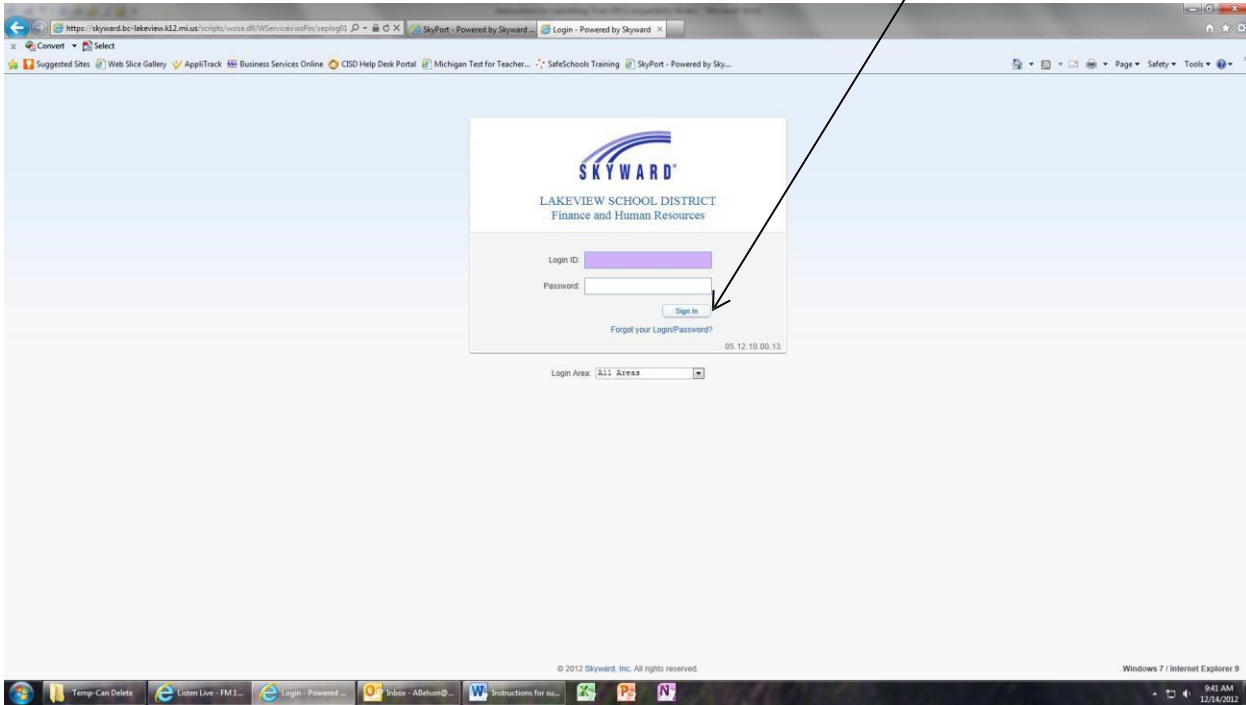 https://skyward.bc-lakeview.k12.mi.us/scripts/wsisa.dll/WService=wsFin/seplog01
SkyPort - Powered by Skyward ...
Login - Powered by Skyward
x Convert Select
Suggested Sites Web Slice Gallery AppliTrack Business Services Online CISD Help Desk Portal Michigan Test for Teacher... SafeSchools Training SkyPort - Powered by Sky...
Page Safety Tools
SKYWARD
LAKEVIEW SCHOOL DISTRICT
Finance and Human Resources
Login ID:
Password:
Sign In
Forgot your Login/Password?
05.12.10.00.13
Login Area: All Areas
© 2012 Skyward, Inc. All rights reserved.
Windows 7 / Internet Explorer 9
Temp-Can Delete Listen Live - FM 1... Login - Powered ... Inbox - ABelson@... Instructions for su...
9:41 AM
12/14/2012